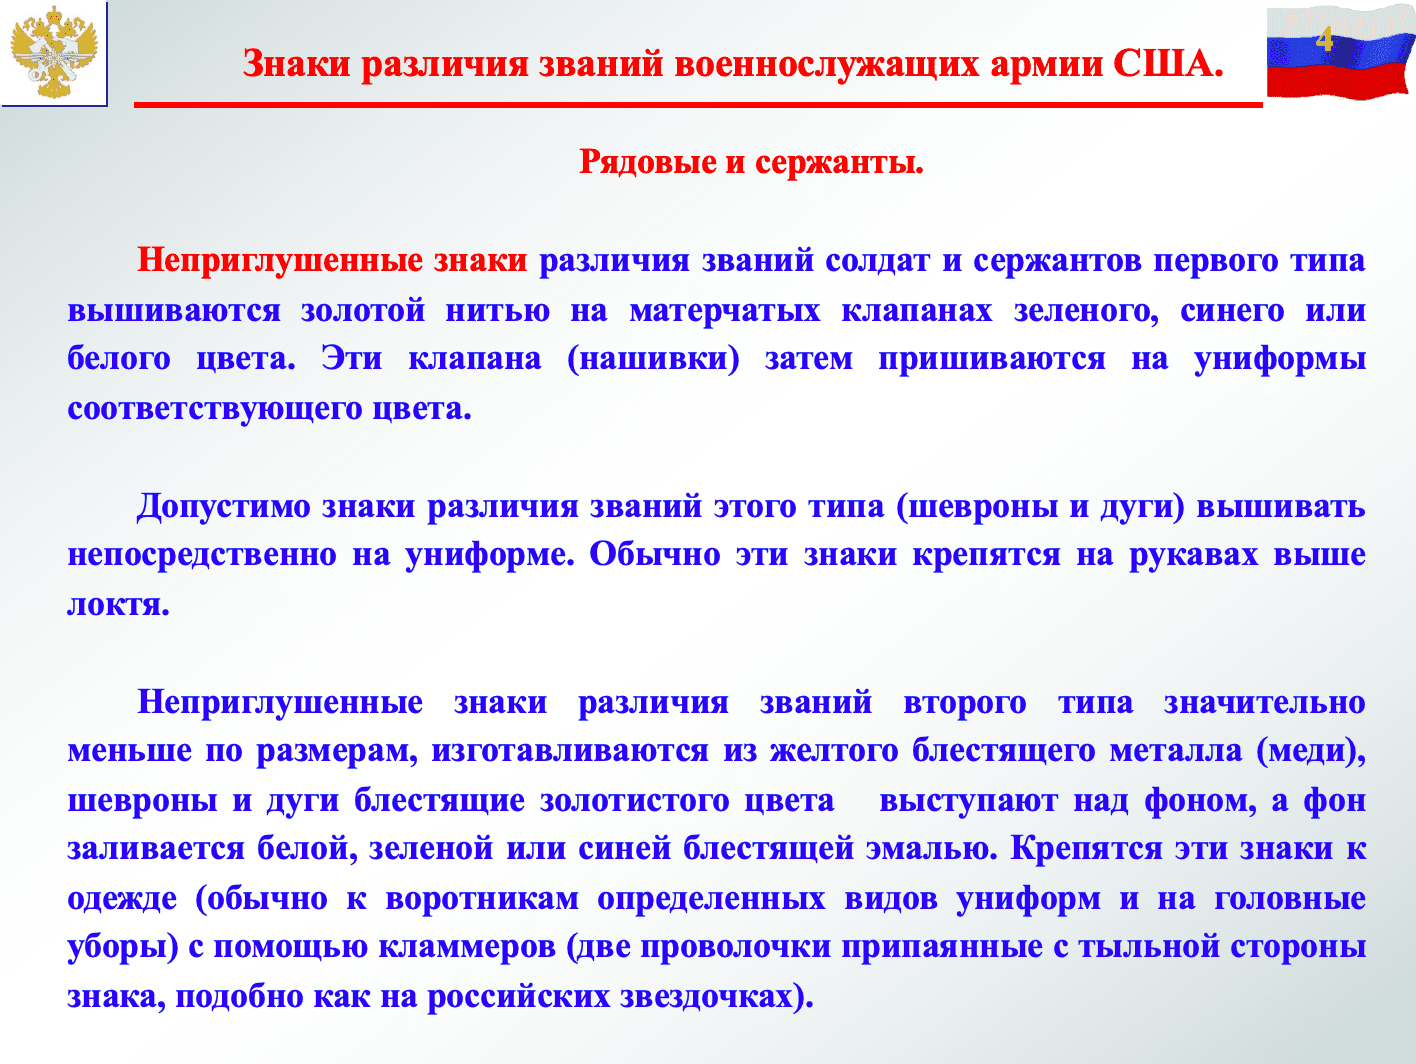 4
Знаки различия званий военнослужащих армии США.
Рядовые и сержанты.
Неприглушенные знаки различия званий солдат и сержантов первого типа
вышиваются золотой нитью на матерчатых клапанах зеленого, синего или
белого цвета. Эти клапана (нашивки) затем пришиваются на униформы
соответствующего цвета.
Допустимо знаки различия званий этого типа (шевроны и дуги) вышивать
непосредственно на униформе. Обычно эти знаки крепятся на рукавах выше
локтя.
Неприглушенные знаки различия званий второго типа значительно
меньше по размерам, изготавливаются из желтого блестящего металла (меди),
шевроны и дуги блестящие золотистого цвета выступают над фоном, а фон
заливается белой, зеленой или синей блестящей эмалью. Крепятся эти знаки к
одежде (обычно к воротникам определенных видов униформ и на головные
уборы) с помощью кламмеров (две проволочки припаянные с тыльной стороны
знака, подобно как на российских звездочках).